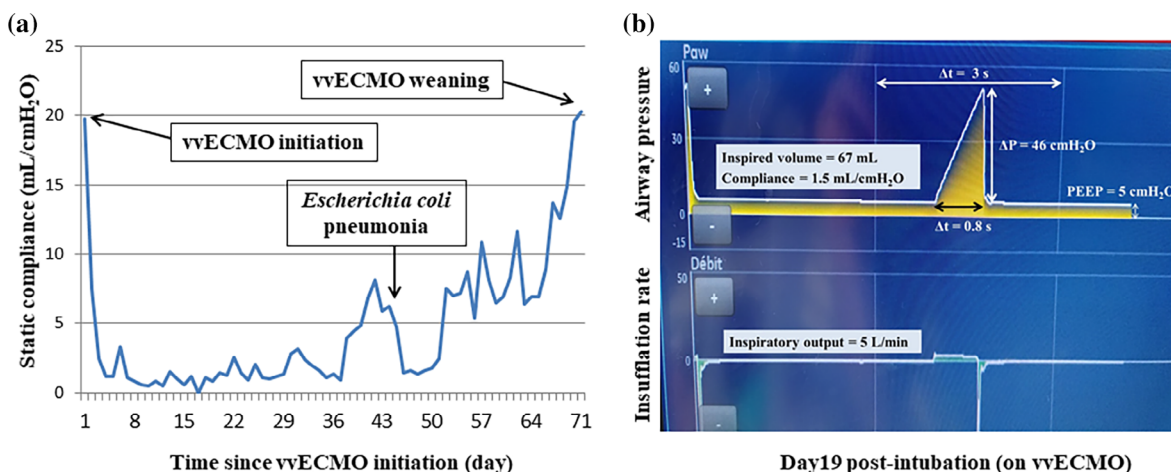 (a)
25
20
15
10
5
0
Static compliance (mL/cmH2O)
vvECMO weaning
vvECMO initiation
Escherichia coli
pneumonia
1 8 15 22 29 36 43 50 57 64 71
Time since vvECMO initiation (day)
(b)
Airway pressure
Insufflation rate
Paw
60
30
0
-15
+
-
Δt = 3 s
Inspired volume = 67 mL
Compliance = 1.5 mL/cmH2O
ΔP = 46 cmH2O
PEEP = 5 cmH2O
Δt = 0.8 s
Débit
50
+
0
-
Inspiratory output = 5 L/min
Day19 post-intubation (on vvECMO)